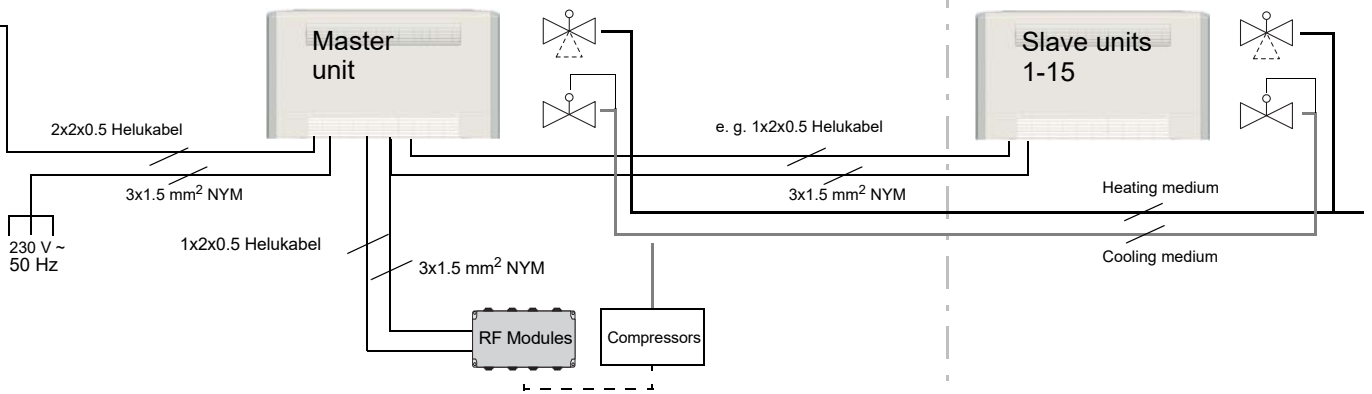 Master
unit
Slave units
1-15
2x2x0.5 Helukabel
e. g. 1x2x0.5 Helukabel
3x1.5 mm² NYM
3x1.5 mm² NYM
Heating medium
230 V ~
50 Hz
1x2x0.5 Helukabel
Cooling medium
3x1.5 mm² NYM
RF Modules
Compressors